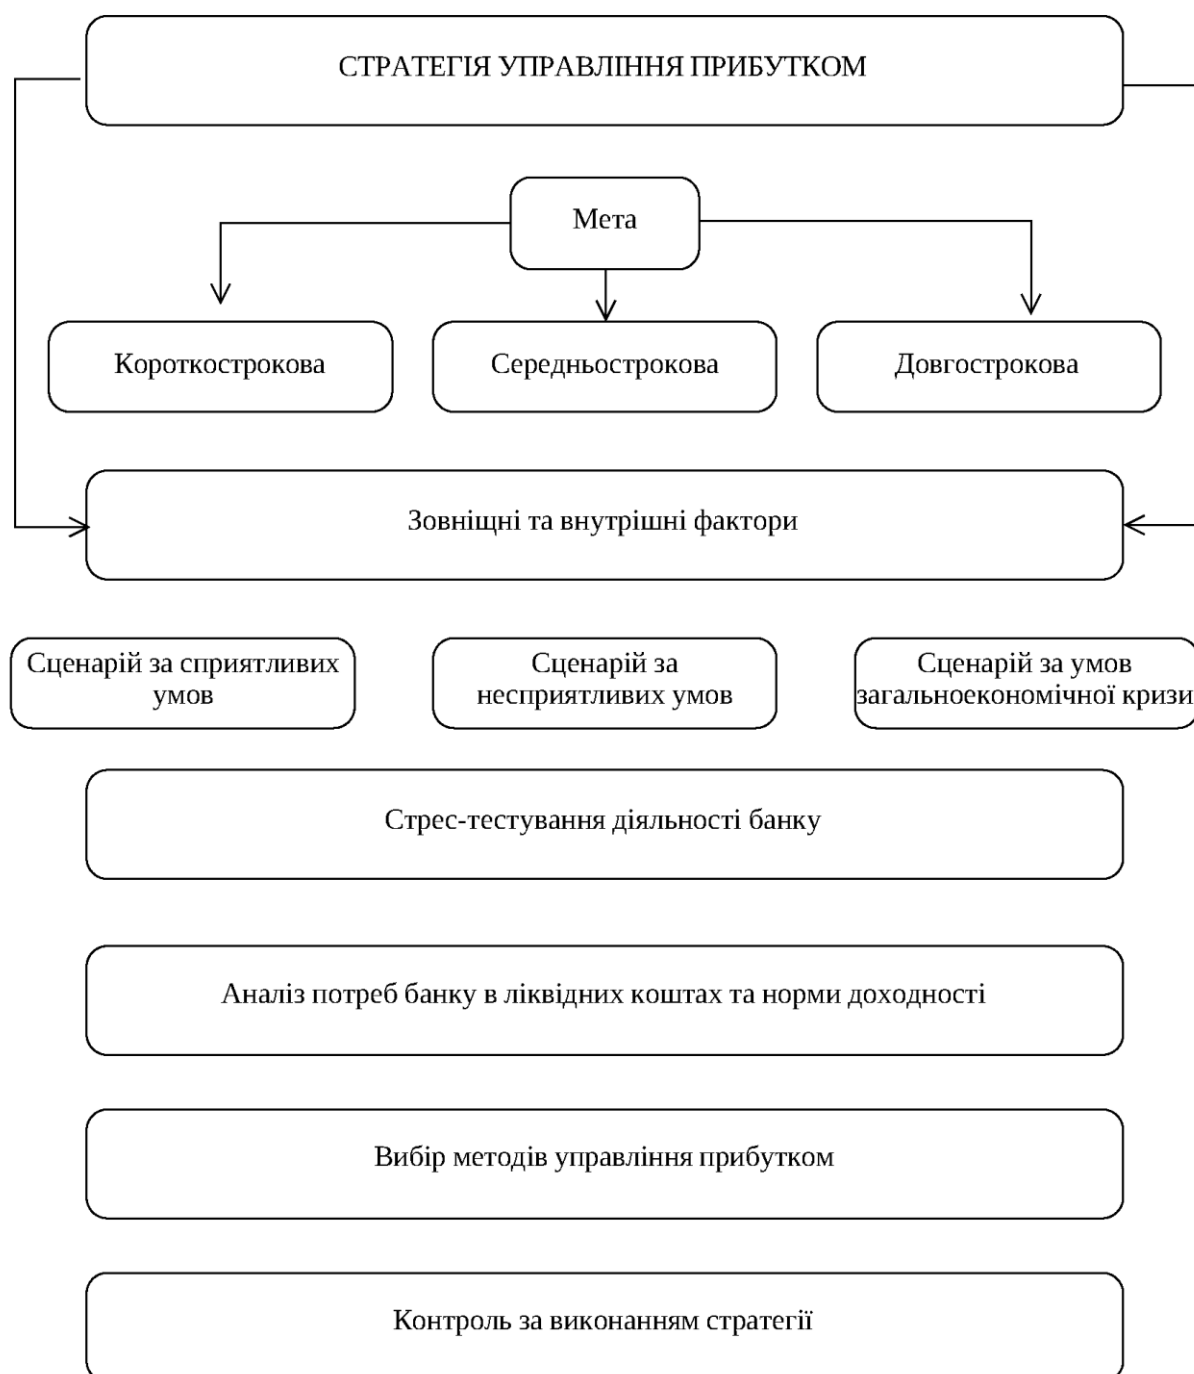 СТРАТЕГІЯ УПРАВЛІННЯ ПРИБУТКОМ
Мета
Короткострокова
Середньострокова
Довгострокова
Зовніщні та внутрішні фактори
Сценарій за сприятливих
умов
Сценарій за
несприятливих умов
Сценарій за умов
загальноекономічної кризи
Стрес-тестування діяльності банку
Аналіз потреб банку в ліквідних коштах та норми доходності
Вибір методів управління прибутком
Контроль за виконанням стратегії